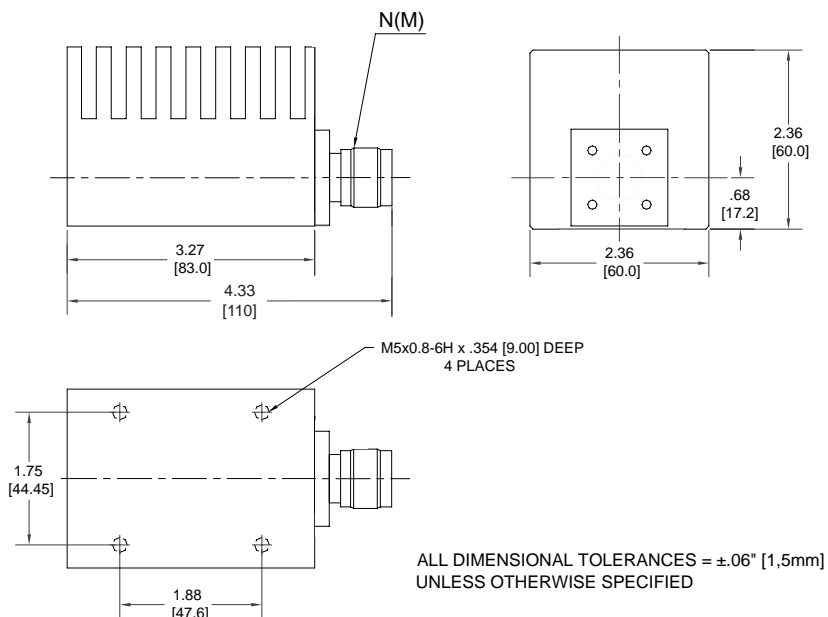 N(M)
2.36
[60.0]
.68
[17.2]
3.27
[83.0]
2.36
[60.0]
4.33
[110]
M5x0.8-6H x .354 [9.00] DEEP
4 PLACES
1.75
[44.45]
ALL DIMENSIONAL TOLERANCES = ±.06" [1,5mm]
UNLESS OTHERWISE SPECIFIED
1.88
[47.6]